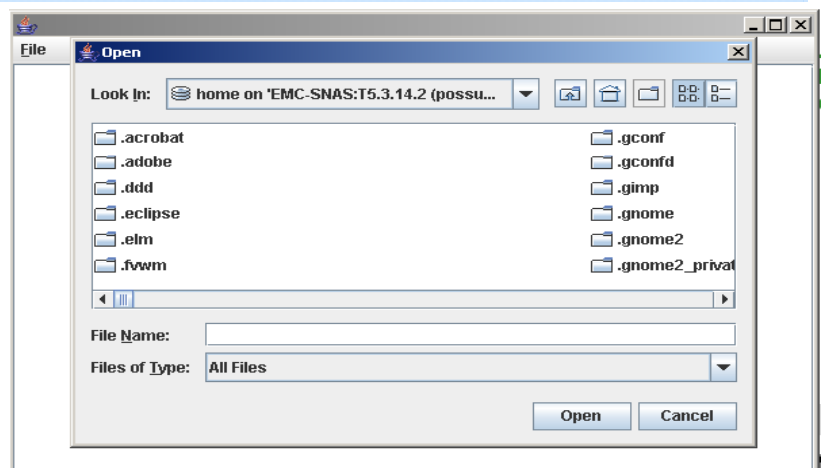 File
Open
Look In: home on 'EMC-SNAS:T5.3.14.2 (possu...
.acrobat .gconf
.adobe .gconfd
.ddd .gimp
.eclipse .gnome
.elm .gnome2
.fvwm .gnome2_privat
File Name:
Files of Type: All Files
Open Cancel